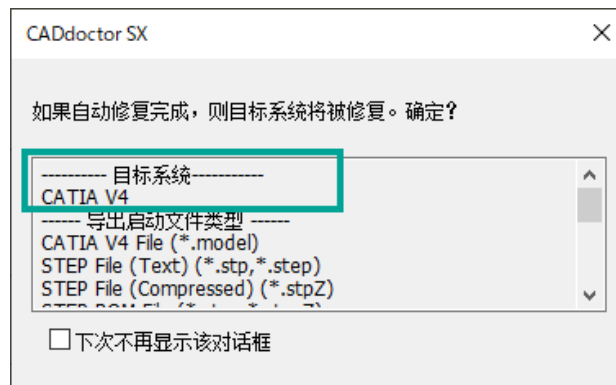 CADdoctor SX
如果自动修复完成，则目标系统将被修复。确定?
---------- 目标系统-----------
CATIA V4
------ 导出启动文件类型 ------
CATIA V4 File (*.model)
STEP File (Text) (*.stp,*.step)
STEP File (Compressed) (*.stpZ)
下次不再显示该对话框